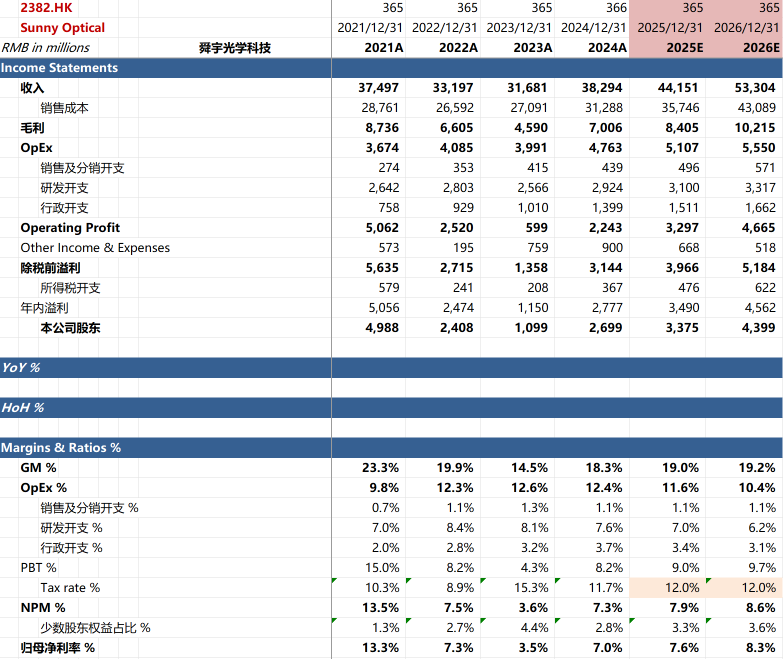 2382.HK 365 365 365 366 365 365
Sunny Optical 2021/12/31 2022/12/31 2023/12/31 2024/12/31 2025/12/31 2026/12/31
RMB in millions 舜宇光学科技 2021A 2022A 2023A 2024A 2025E 2026E
Income Statements
收入 37,497 33,197 31,681 38,294 44,151 53,304
销售成本 28,761 26,592 27,091 31,288 35,746 43,089
毛利 8,736 6,605 4,590 7,006 8,405 10,215
OpEx 3,674 4,085 3,991 4,763 5,107 5,550
销售及分销开支 274 353 415 439 496 571
研发开支 2,642 2,803 2,566 2,924 3,100 3,317
行政开支 758 929 1,010 1,399 1,511 1,662
Operating Profit 5,062 2,520 599 2,243 3,297 4,665
Other Income & Expenses 573 195 759 900 668 518
除税前溢利 5,635 2,715 1,358 3,144 3,966 5,184
所得税开支 579 241 208 367 476 622
年内溢利 5,056 2,474 1,150 2,777 3,490 4,562
本公司股东 4,988 2,408 1,099 2,699 3,375 4,399
YoY %
HoH %
Margins & Ratios %
GM % 23.3% 19.9% 14.5% 18.3% 19.0% 19.2%
OpEx % 9.8% 12.3% 12.6% 12.4% 11.6% 10.4%
销售及分销开支 % 0.7% 1.1% 1.3% 1.1% 1.1% 1.1%
研发开支 % 7.0% 8.4% 8.1% 7.6% 7.0% 6.2%
行政开支 % 2.0% 2.8% 3.2% 3.7% 3.4% 3.1%
PBT % 15.0% 8.2% 4.3% 8.2% 9.0% 9.7%
Tax rate % 10.3% 8.9% 15.3% 11.7% 12.0% 12.0%
NPM % 13.5% 7.5% 3.6% 7.3% 7.9% 8.6%
少数股东权益占比 % 1.3% 2.7% 4.4% 2.8% 3.3% 3.6%
归母净利率 % 13.3% 7.3% 3.5% 7.0% 7.6% 8.3%